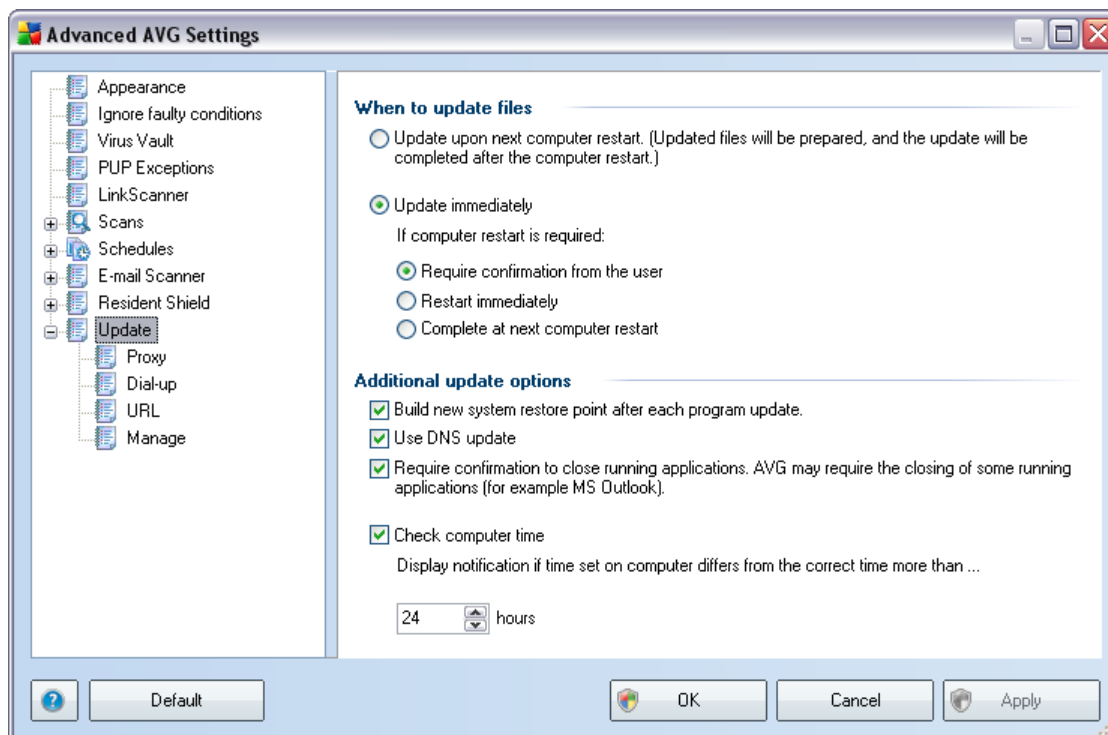 Advanced AVG Settings
Appearance
Ignore faulty conditions
Virus Vault
PUP Exceptions
LinkScanner
Scans
Schedules
E-mail Scanner
Resident Shield
Update
Proxy
Dial-up
URL
Manage
When to update files
Update upon next computer restart. (Updated files will be prepared, and the update will be
completed after the computer restart.)
Update immediately
If computer restart is required:
Require confirmation from the user
Restart immediately
Complete at next computer restart
Additional update options
Build new system restore point after each program update.
Use DNS update
Require confirmation to close running applications. AVG may require the closing of some running
applications (for example MS Outlook).
Check computer time
Display notification if time set on computer differs from the correct time more than ...
24 hours
? Default OK Cancel Apply